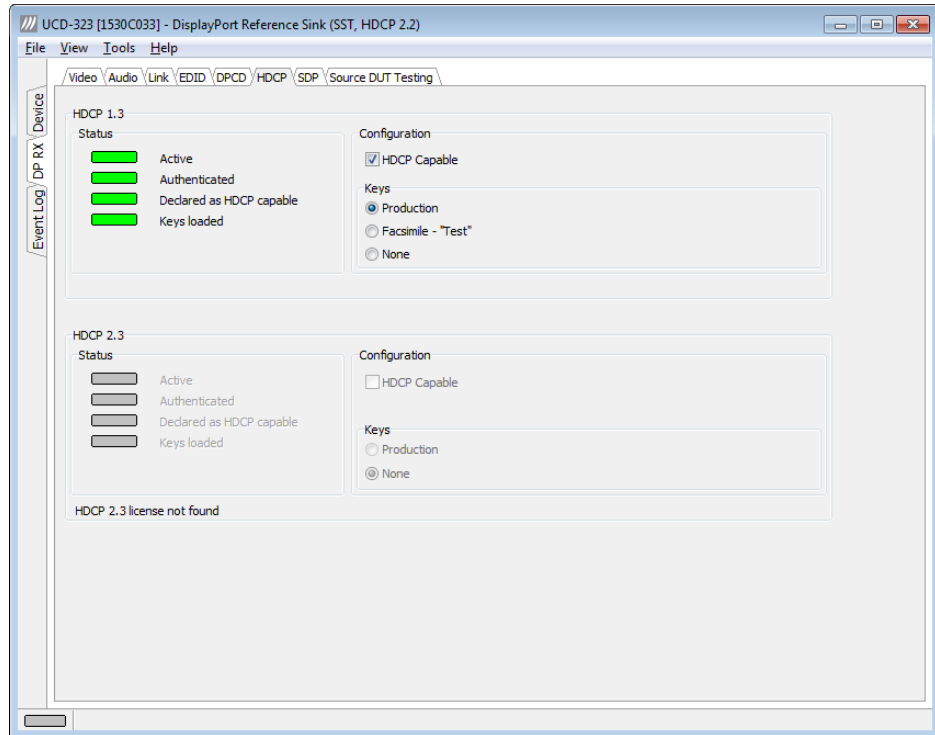 UCD-323 [1530C033] - DisplayPort Reference Sink (SST, HDCP 2.2)
File View Tools Help
Video Audio Link EDID DPCD HDCP SDP Source DUT Testing
Device
DP RX
Event Log
HDCP 1.3
Status
Active
Authenticated
Declared as HDCP capable
Keys loaded
Configuration
HDCP Capable
Keys
Production
Facsimile - "Test"
None
HDCP 2.3
Status
Active
Authenticated
Declared as HDCP capable
Keys loaded
Configuration
HDCP Capable
Keys
Production
None
HDCP 2.3 license not found